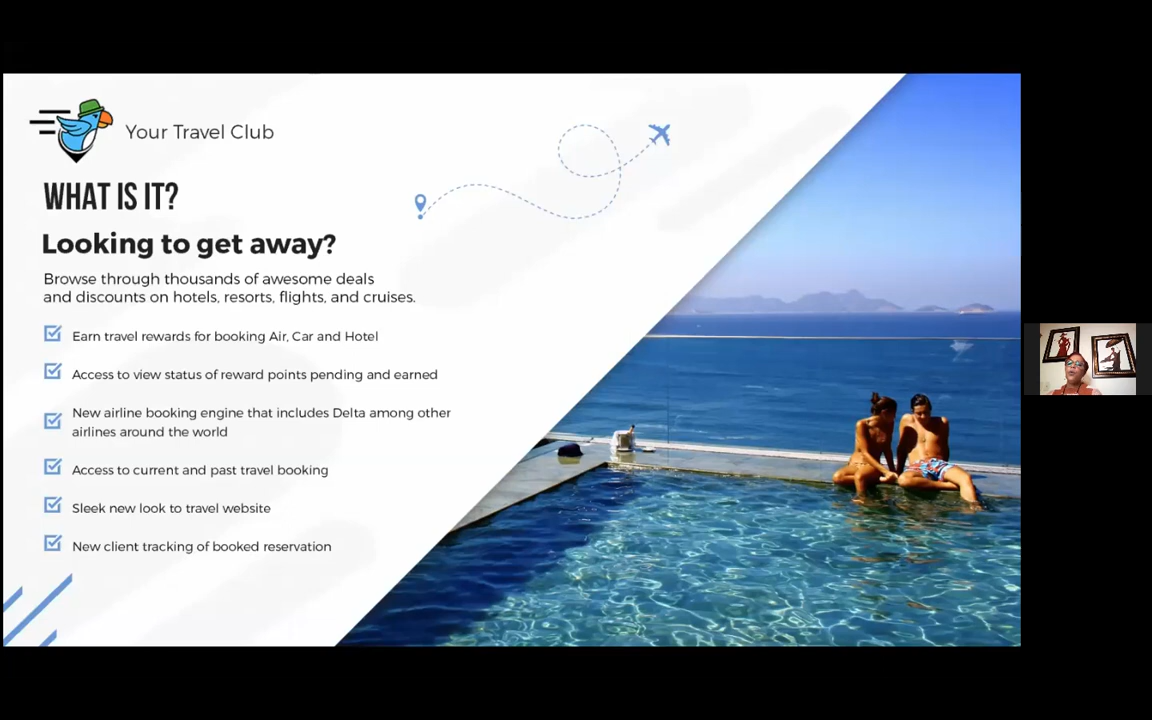 Your Travel Club
WHAT IS IT?
Looking to get away?
Browse through thousands of awesome deals
and discounts on hotels, resorts, flights, and cruises.
Earn travel rewards for booking Air, Car and Hotel
Access to view status of reward points pending and earned
New airline booking engine that includes Delta among other
airlines around the world
Access to current and past travel booking
Sleek new look to travel website
New client tracking of booked reservation